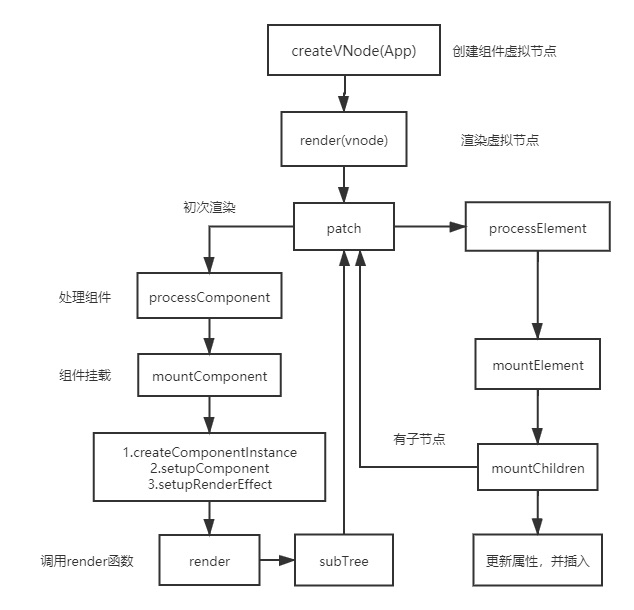 createVNode(App)
创建组件虚拟节点
render(vnode)
渲染虚拟节点
初次渲染
patch
processElement
处理组件
processComponent
组件挂载
mountComponent
mountElement
有子节点
1.createComponentInstance
2.setupComponent
3.setupRenderEffect
mountChildren
调用render函数
render
subTree
更新属性，并插入